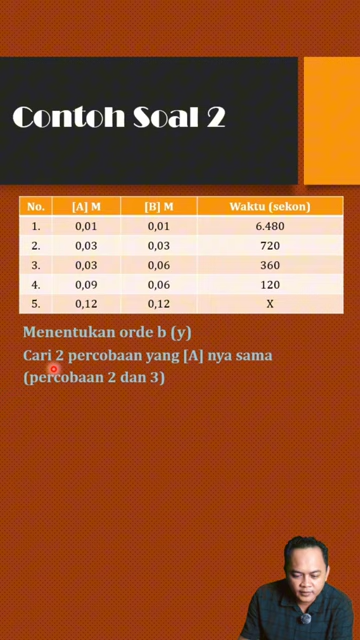 Contoh Soal 2
No. [A] M [B] M Waktu (sekon)
1. 0,01 0,01 6.480
2. 0,03 0,03 720
3. 0,03 0,06 360
4. 0,09 0,06 120
5. 0,12 0,12 X
Menentukan orde b (y)
Cari 2 percobaan yang [A] nya sama
(percobaan 2 dan 3)